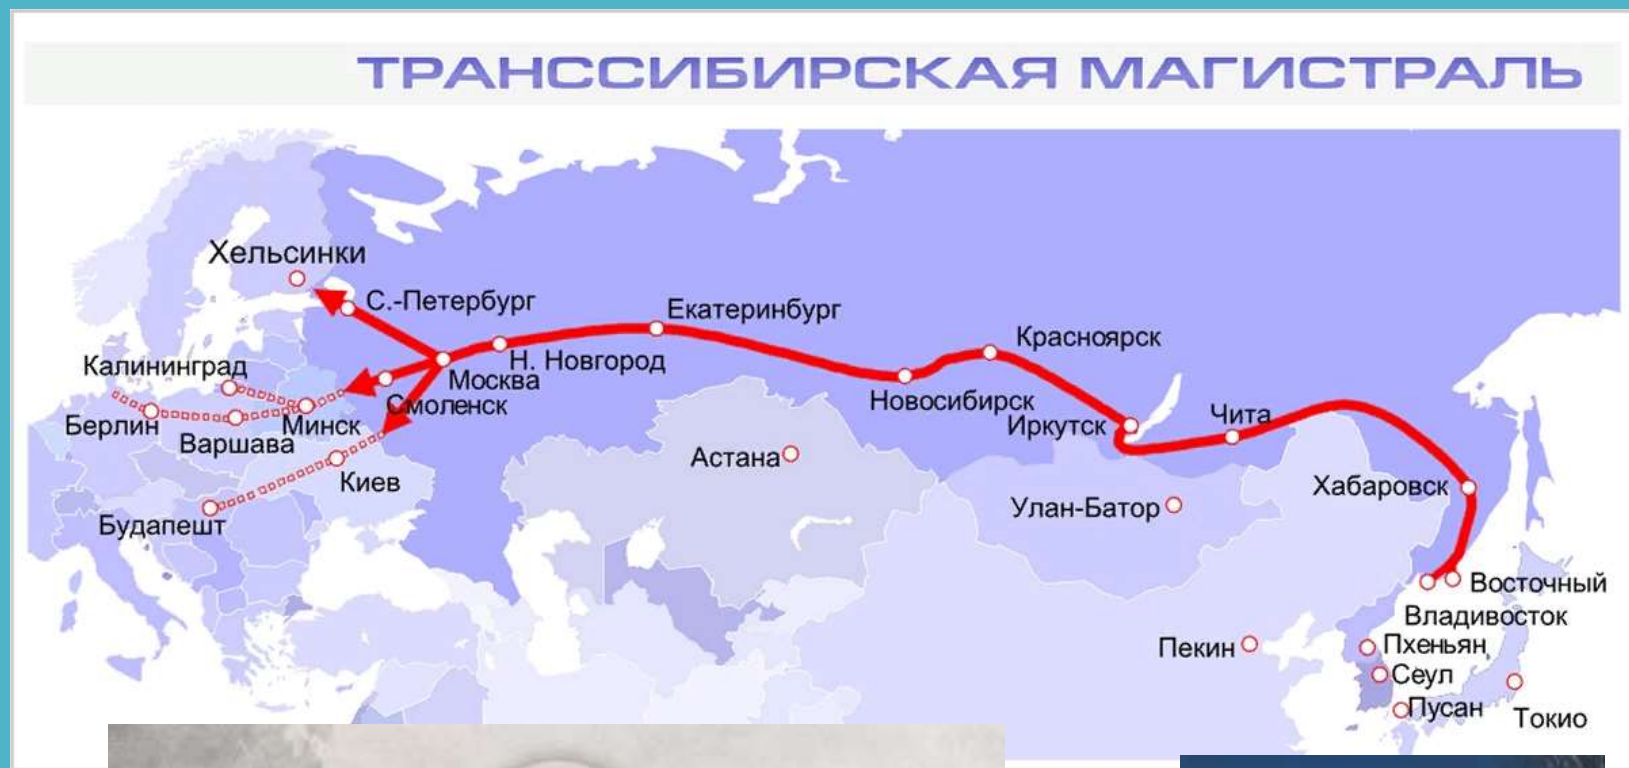 ТРАНССИБИРСКАЯ МАГИСТРАЛЬ
Хельсинки
С.-Петербург
Екатеринбург
Красноярск
Калининград
Н. Новгород
Москва
Смоленск
Новосибирск
Чита
Иркутск
Берлин
Варшава
Минск
Астана
Киев
Хабаровск
Улан-Батор
Будапешт
Восточный
Владивосток
Пекин
Пхеньян
Сеул
Пусан
Токио